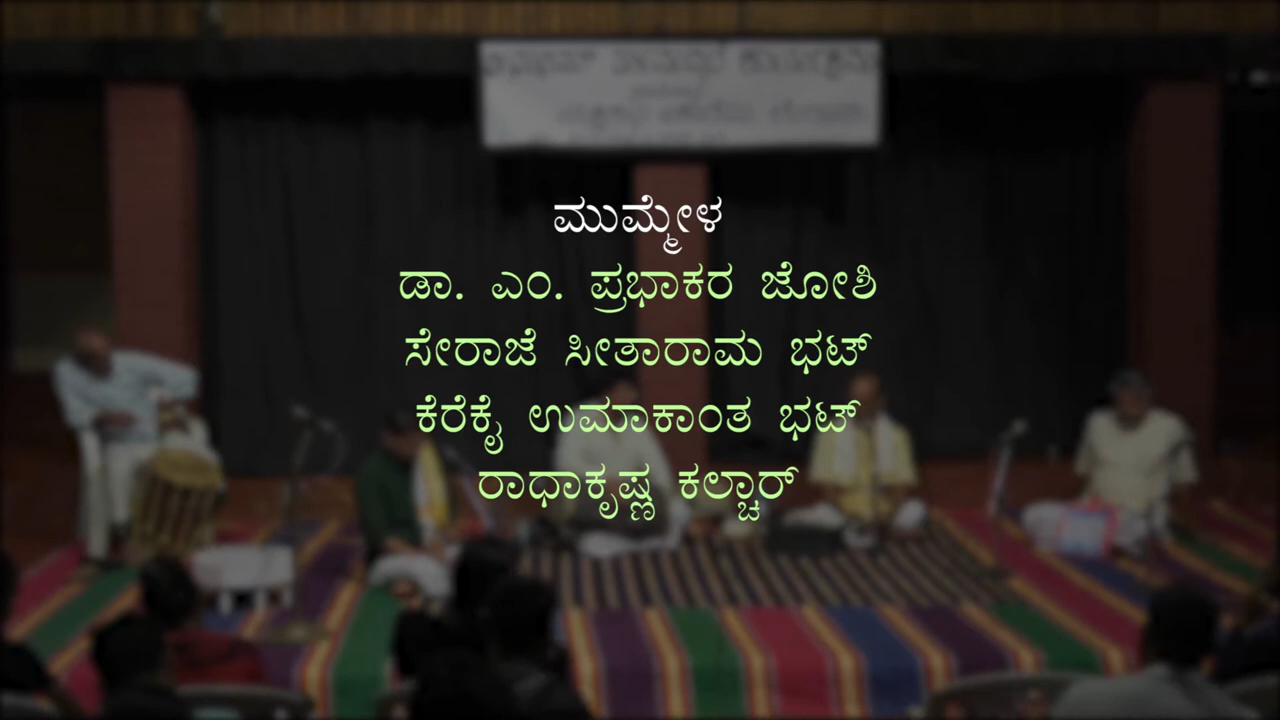 ಮುಮ್ಮೇಳ
ಡಾ. ಎಂ. ಪ್ರಭಾಕರ ಜೋಶಿ
ಸೇರಾಜೆ ಸೀತಾರಾಮ ಭಟ್
ಕೆರೆಕೈ ಉಮಾಕಾಂತ ಭಟ್
ರಾಧಾಕೃಷ್ಣ ಕಲ್ಚಾರ್